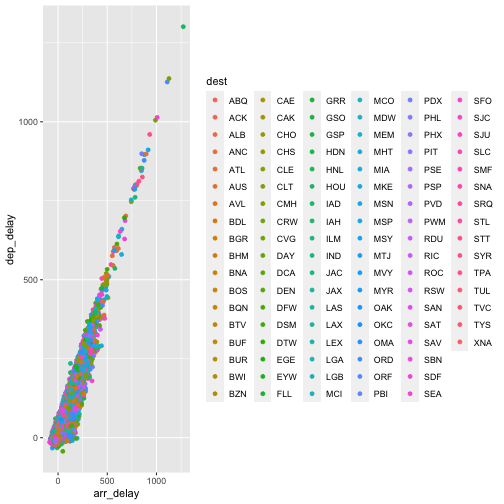 dest
ABQ CAE GRR MCO PDX SFO
ACK CAK GSO MDW PHL SJC
ALB CHO GSP MEM PHX SJU
ANC CHS HDN MHT PIT SLC
ATL CLE HNL MIA PSE SMF
AUS CLT HOU MKE PSP SNA
AVL CMH IAD MSN PVD SRQ
BDL CRW IAH MSP PWM STL
BGR CVG ILM MSY RDU STT
BHM DAY IND MTJ RIC SYR
BNA DCA JAC MVY ROC TPA
BOS DEN JAX MYR RSW TUL
BQN DFW LAS OAK SAN TVC
BTV DSM LAX OKC SAT TYS
BUF DTW LEX OMA SAV XNA
BUR EGE LGA ORD SBN
BWI EYW LGB ORF SDF
BZN FLL MCI PBI SEA
dep_delay
1000
500
0
0 500 1000
arr_delay